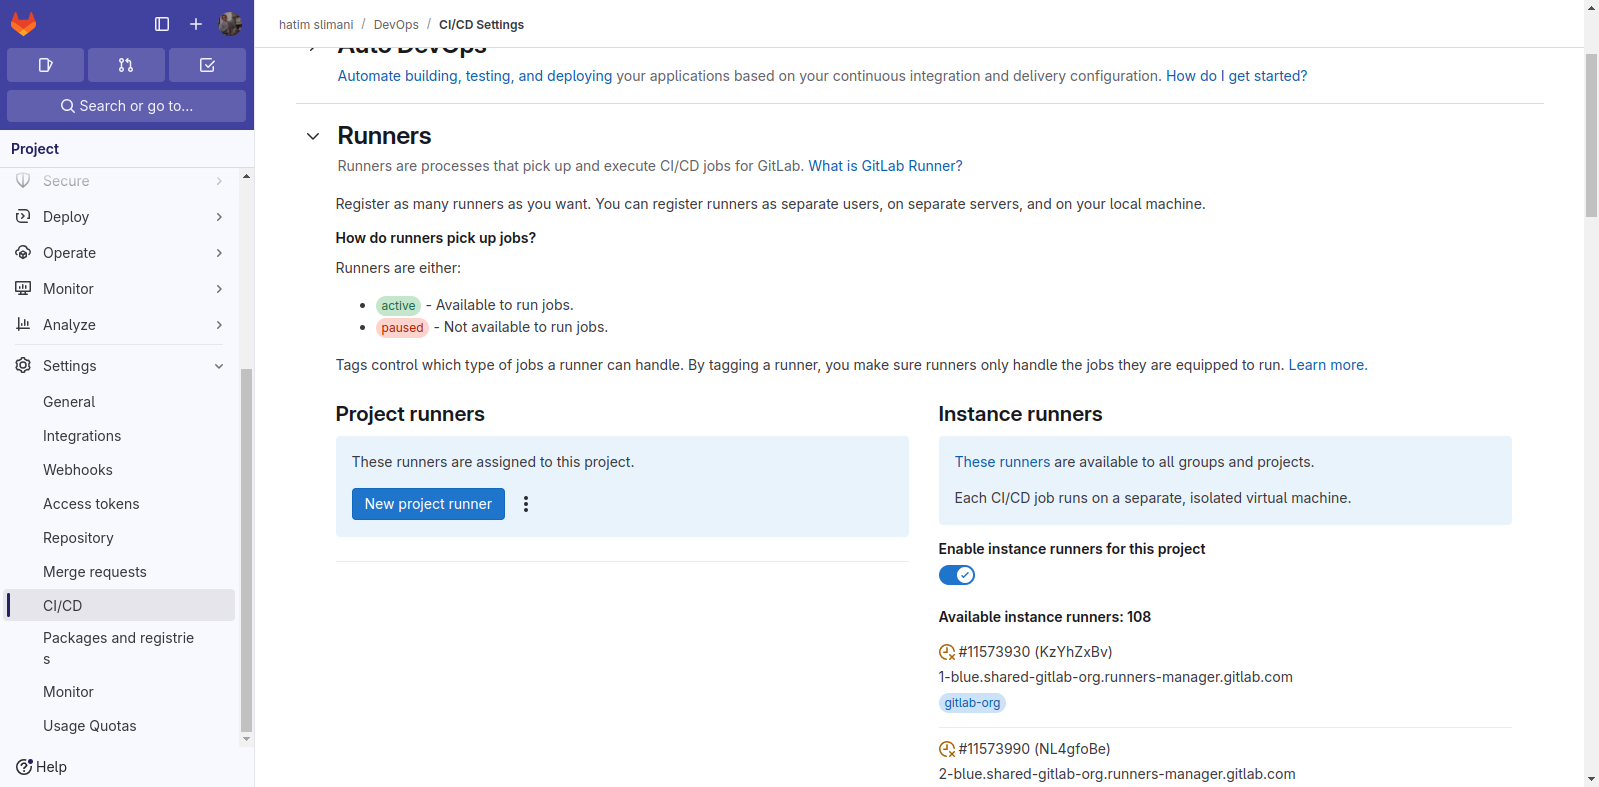 hatim slimani / DevOps / CI/CD Settings
Search or go to...
Project
Secure
Deploy
Operate
Monitor
Analyze
Settings
General
Integrations
Webhooks
Access tokens
Repository
Merge requests
CI/CD
Packages and registrie
s
Monitor
Usage Quotas
Help
Auto DevOps
Automate building, testing, and deploying your applications based on your continuous integration and delivery configuration. How do I get started?
Runners
Runners are processes that pick up and execute CI/CD jobs for GitLab. What is GitLab Runner?
Register as many runners as you want. You can register runners as separate users, on separate servers, and on your local machine.
How do runners pick up jobs?
Runners are either:
active - Available to run jobs.
paused - Not available to run jobs.
Tags control which type of jobs a runner can handle. By tagging a runner, you make sure runners only handle the jobs they are equipped to run. Learn more.
Project runners
These runners are assigned to this project.
New project runner
Instance runners
These runners are available to all groups and projects.
Each CI/CD job runs on a separate, isolated virtual machine.
Enable instance runners for this project
Available instance runners: 108
#11573930 (KzYhZxBv)
1-blue.shared-gitlab-org.runners-manager.gitlab.com
gitlab-org
#11573990 (NL4gfoBe)
2-blue.shared-gitlab-org.runners-manager.gitlab.com